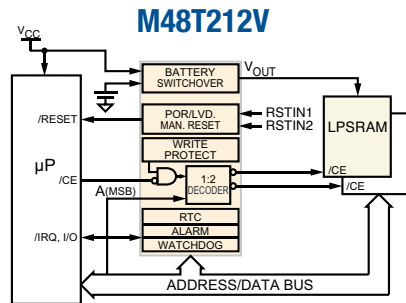 M48T212V
VCC
BATTERY
SWITCHOVER
VOUT
/RESET
POR/LVD.
MAN. RESET
RSTIN1
RSTIN2
LPSRAM
µP
WRITE
PROTECT
/CE
A(MSB)
1:2
DECODER
/CE
/CE
RTC
/IRQ, I/O
ALARM
WATCHDOG
ADDRESS/DATA BUS